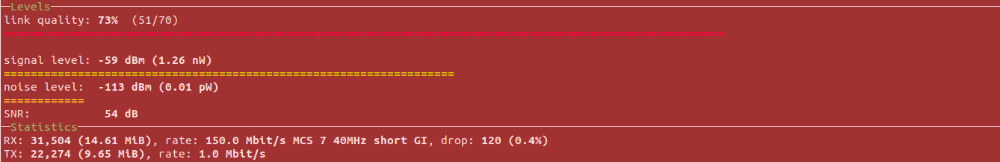 Levels
link quality: 73% (51/70)
signal level: -59 dBm (1.26 nW)
noise level: -113 dBm (0.01 pW)
SNR: 54 dB
Statistics
RX: 31,504 (14.61 MiB), rate: 150.0 Mbit/s MCS 7 40MHz short GI, drop: 120 (0.4%)
TX: 22,274 (9.65 MiB), rate: 1.0 Mbit/s